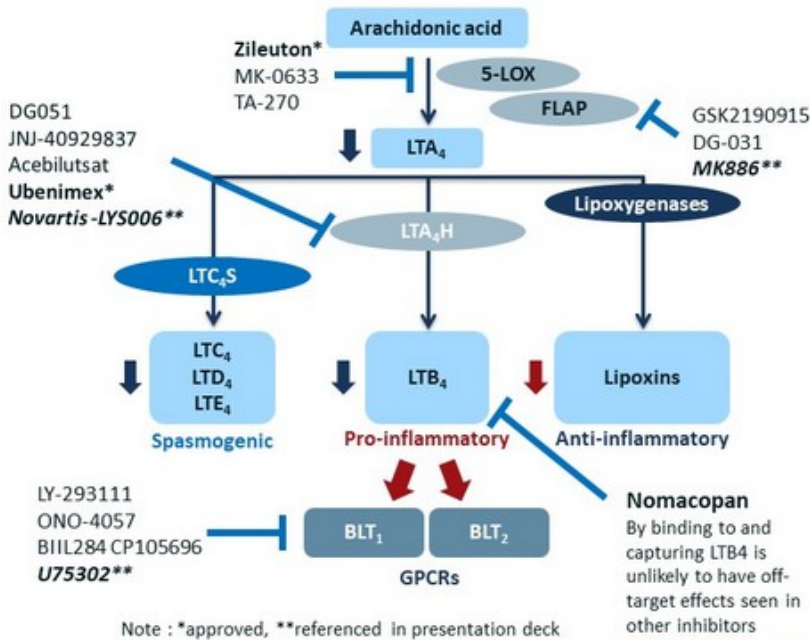 Arachidonic acid
Zileuton*
MK-0633
TA-270
5-LOX
FLAP
GSK2190915
DG-031
MK886**
DG051
JNJ-40929837
Acebilutsat
Ubenimex*
Novartis-LYS006**
LTA₄
Lipoxygenases
LTA₄H
LTC₄S
LTC₄
LTD₄
LTE₄
Spasmogenic
LTB₄
Pro-inflammatory
Lipoxins
Anti-inflammatory
LY-293111
ONO-4057
BIIL284 CP105696
U75302**
BLT₁
BLT₂
GPCRs
Nomacopan
By binding to and
capturing LTB4 is
unlikely to have off-
target effects seen in
other inhibitors
Note : *approved, **referenced in presentation deck